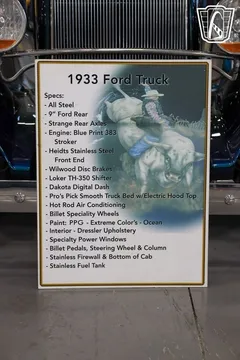 1933 Ford Truck
Specs:
- All Steel
- 9" Ford Rear
- Strange Rear Axles
- Engine: Blue Print 383
Stroker
- Heidts Stainless Steel
Front End
- Wilwood Disc Brakes
- Loker TH-350 Shifter
- Dakota Digital Dash
- Pro's Pick Smooth Truck Bed w/Electric Hood Top
- Hot Rod Air Conditioning
- Billet Speciality Wheels
- Paint: PPG - Extreme Color's - Ocean
- Interior - Dressler Upholstery
- Specialty Power Windows
- Billet Pedals, Steering Wheel & Column
- Stainless Firewall & Bottom of Cab
- Stainless Fuel Tank